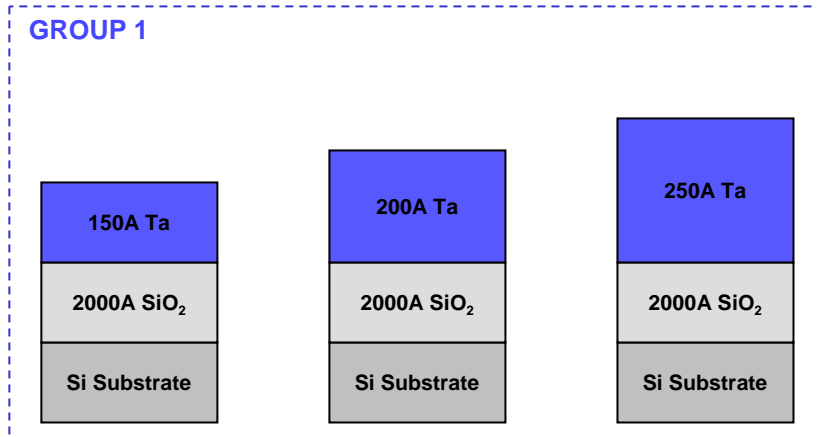 GROUP 1
150A Ta
200A Ta
250A Ta
2000A SiO₂
2000A SiO₂
2000A SiO₂
Si Substrate
Si Substrate
Si Substrate